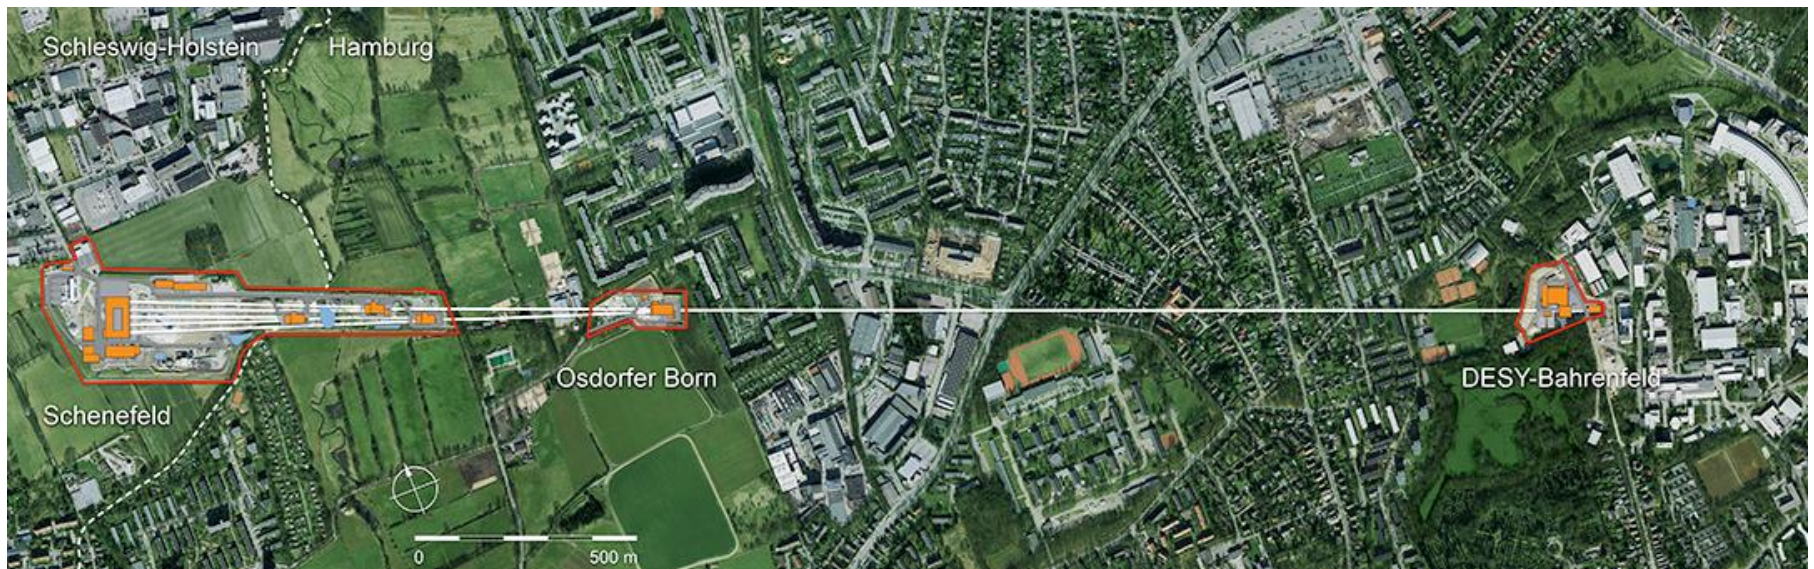 Schleswig-Holstein
Hamburg
Osdorfer Born
DESY-Bahrenfeld
Schenefeld
0
500 m